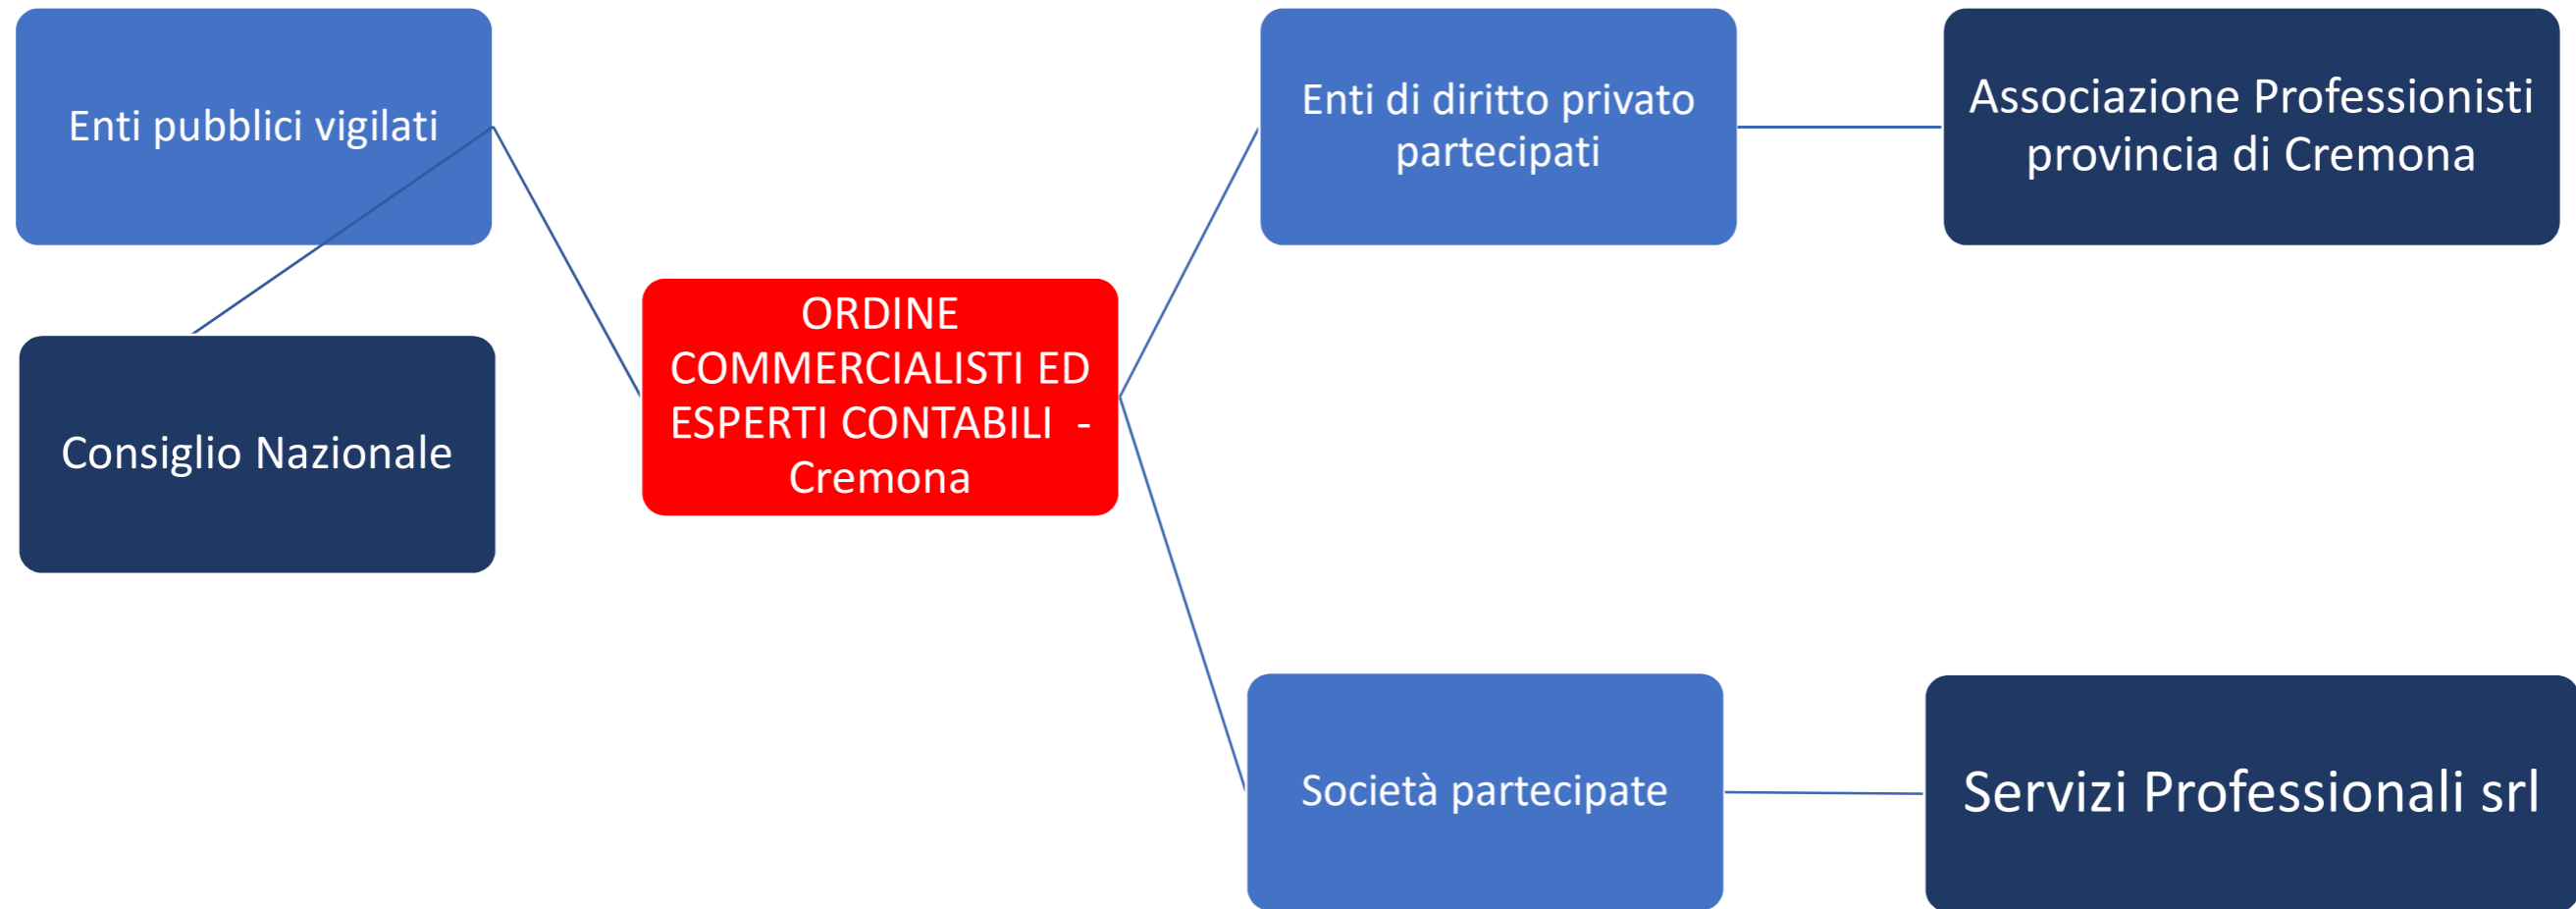 Enti pubblici vigilati
Consiglio Nazionale
ORDINE
COMMERCIALISTI ED
ESPERTI CONTABILI  -
Cremona
Enti di diritto privato
partecipati
Associazione Professionisti
provincia di Cremona
Società partecipate
Servizi Professionali srl